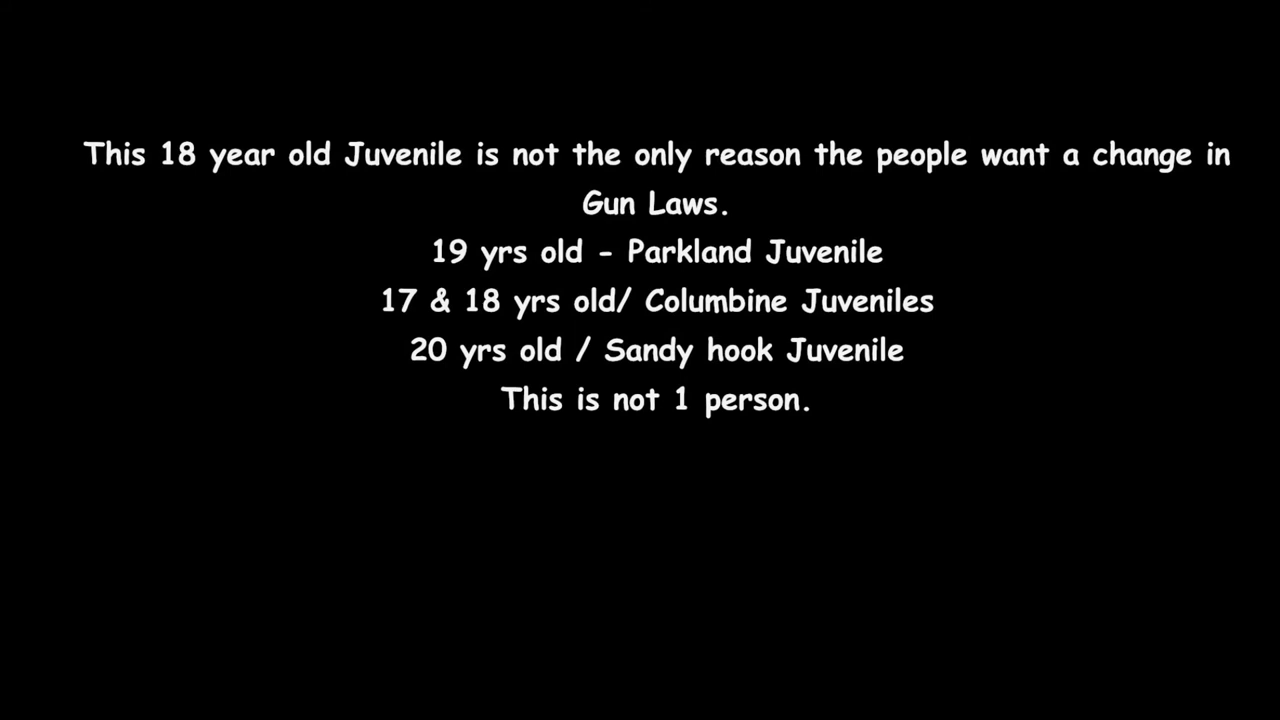 This 18 year old Juvenile is not the only reason the people want a change in
Gun Laws.
19 yrs old - Parkland Juvenile
17 & 18 yrs old/ Columbine Juveniles
20 yrs old / Sandy hook Juvenile
This is not 1 person.